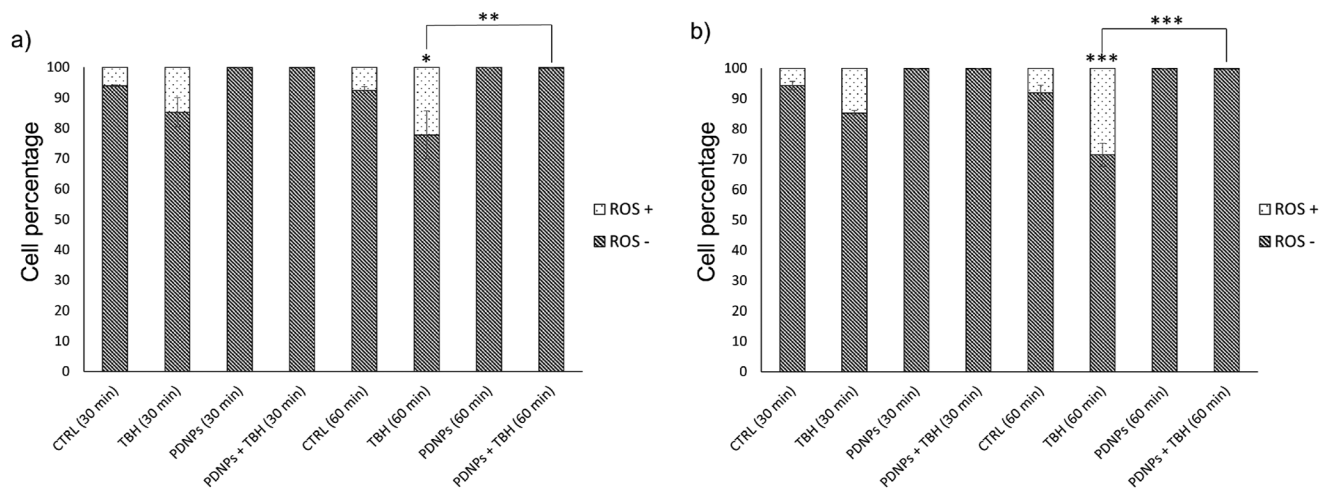 a)
**
*
Cell percentage
100
90
80
70
60
50
40
30
20
10
0
CTRL (30 min)
TBH (30 min)
PDNPs (30 min)
PDNPs + TBH (30 min)
CTRL (60 min)
TBH (60 min)
PDNPs (60 min)
PDNPs + TBH (60 min)
ROS +
ROS -
b)
***
***
Cell percentage
100
90
80
70
60
50
40
30
20
10
0
CTRL (30 min)
TBH (30 min)
PDNPs (30 min)
PDNPs + TBH (30 min)
CTRL (60 min)
TBH (60 min)
PDNPs (60 min)
PDNPs + TBH (60 min)
ROS +
ROS -